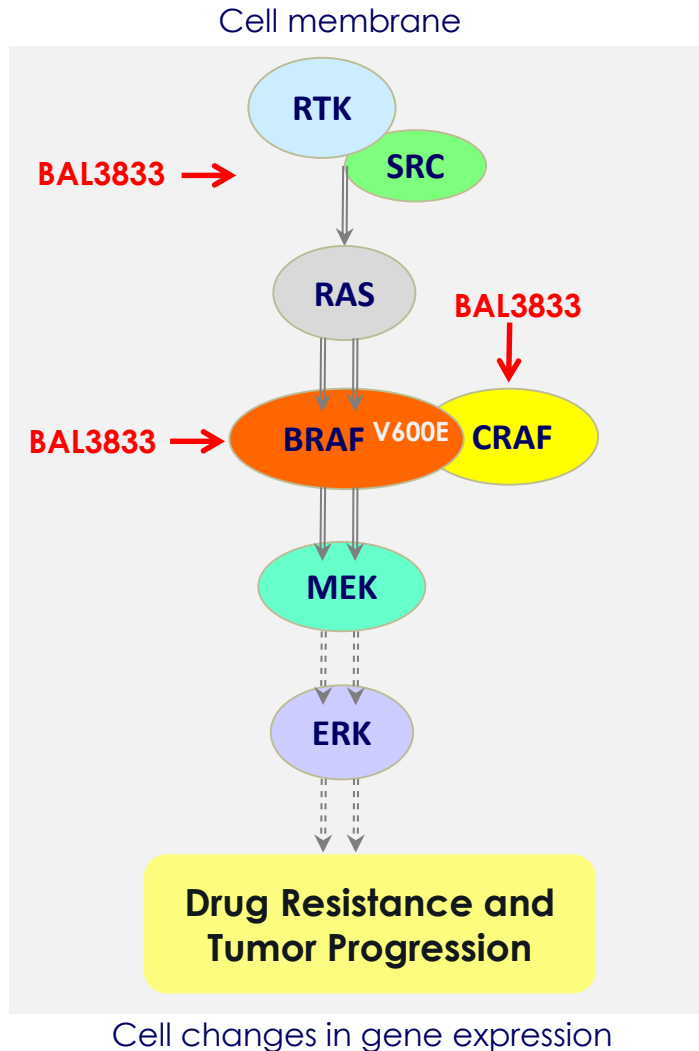 Cell membrane
RTK
SRC
BAL3833
RAS
BAL3833
BAL3833
BRAF V600E
CRAF
MEK
ERK
Drug Resistance and
Tumor Progression
Cell changes in gene expression